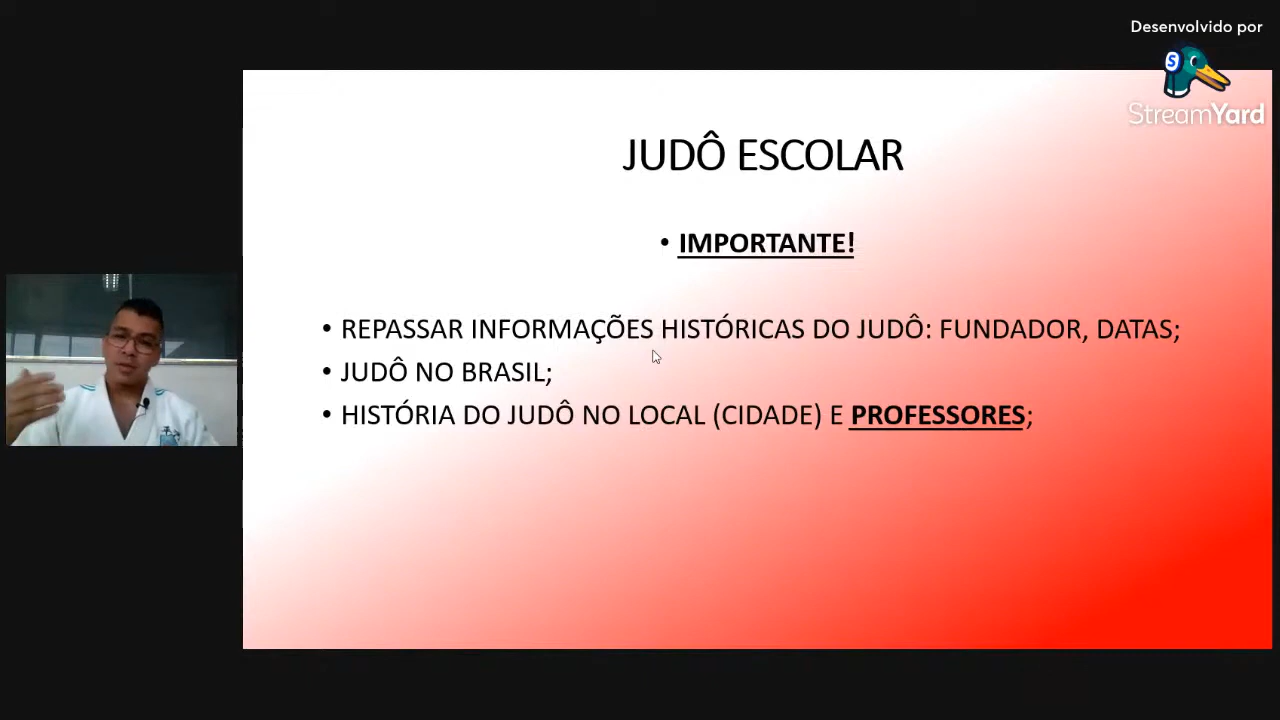 Desenvolvido por
StreamYard
JUDÔ ESCOLAR
• IMPORTANTE!
• REPASSAR INFORMAÇÕES HISTÓRICAS DO JUDÔ: FUNDADOR, DATAS;
• JUDÔ NO BRASIL;
• HISTÓRIA DO JUDÔ NO LOCAL (CIDADE) E PROFESSORES;